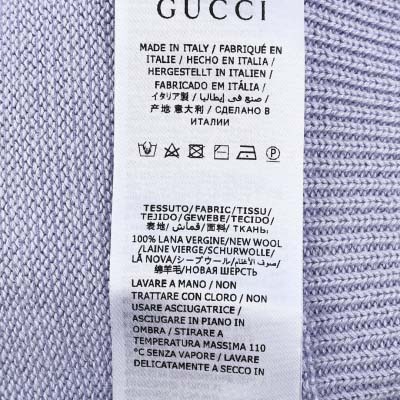 GUCCI
MADE IN ITALY / FABRIQUÉ EN
ITALIE / HECHO EN ITALIA /
HERGESTELLT IN ITALIEN /
FABRICADO EM ITÁLIA /
イタリア製 / صنع في إيطاليا /
产地 意大利 / СДЕЛАНО В
ИТАЛИИ
P
TESSUTO/FABRIC/TISSU/
TEJIDO/GEWEBE/TECIDO/
表地/قماش/面料/ТКАНЬ:
100% LANA VERGINE/NEW WOOL
/LAINE VIERGE/SCHURWOLLE/
LÃ NOVA/シープウール/صوف الأغنام/
绵羊毛/НОВАЯ ШЕРСТЬ
LAVARE A MANO / NON
TRATTARE CON CLORO / NON
USARE ASCIUGATRICE /
ASCIUGARE IN PIANO IN
OMBRA / STIRARE A
TEMPERATURA MASSIMA 110
°C SENZA VAPORE / LAVARE
DELICATAMENTE A SECCO IN